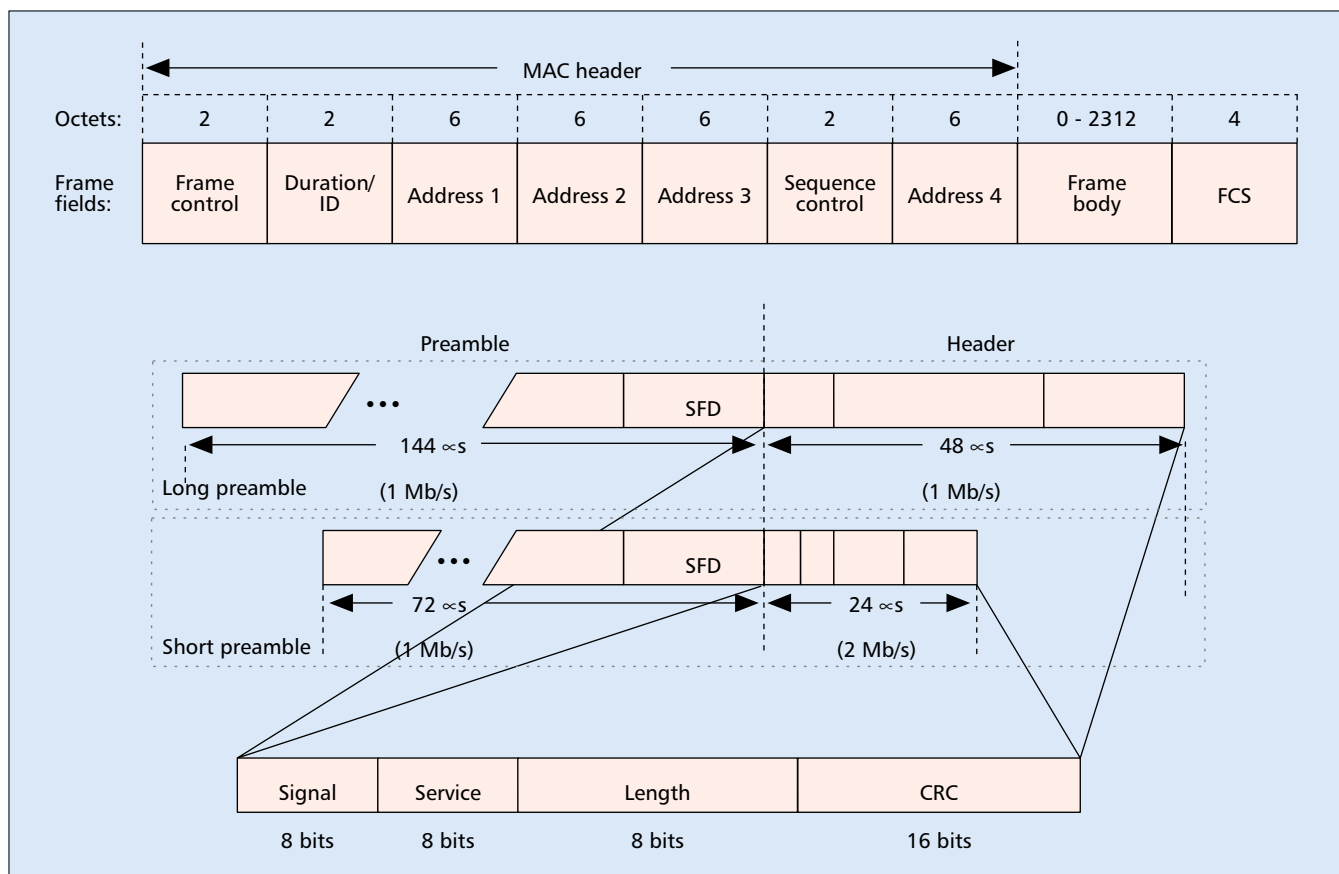 MAC header
Octets: 2 2 6 6 6 2 6 0 - 2312 4
Frame fields: Frame control Duration/ID Address 1 Address 2 Address 3 Sequence control Address 4 Frame body FCS
Preamble Header
••• SFD
144 ∝s 48 ∝s
Long preamble (1 Mb/s) (1 Mb/s)
••• SFD
72 ∝s 24 ∝s
Short preamble (1 Mb/s) (2 Mb/s)
Signal Service Length CRC
8 bits 8 bits 8 bits 16 bits